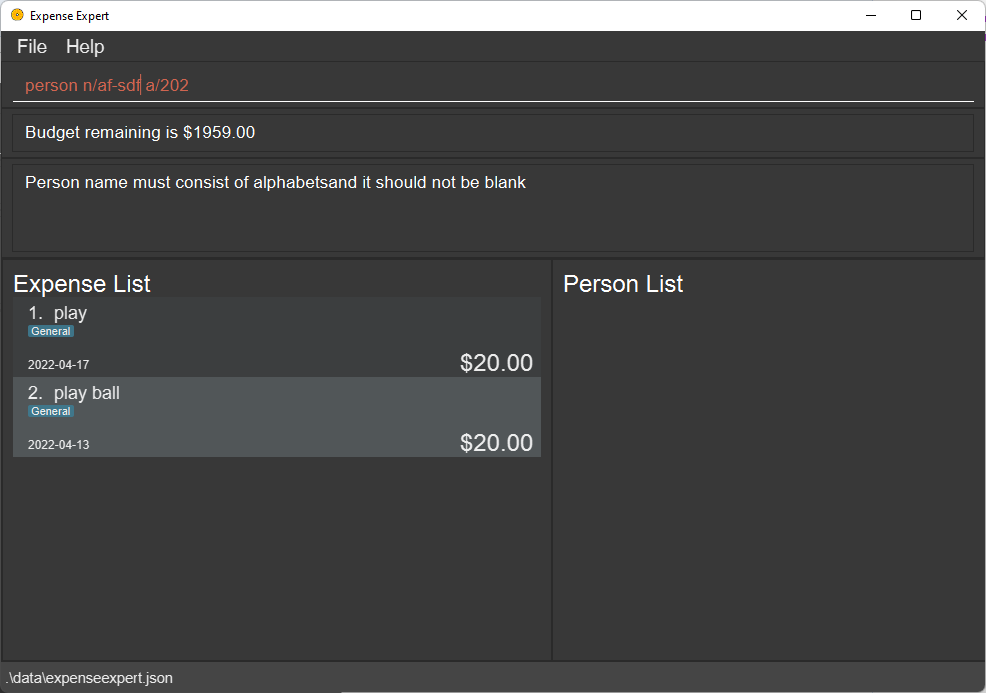 Expense Expert
File Help
person n/af-sdf a/202
Budget remaining is $1959.00
Person name must consist of alphabetsand it should not be blank
Expense List
1. play
General
2022-04-17 $20.00
2. play ball
General
2022-04-13 $20.00
Person List
.\data\expenseexpert.json